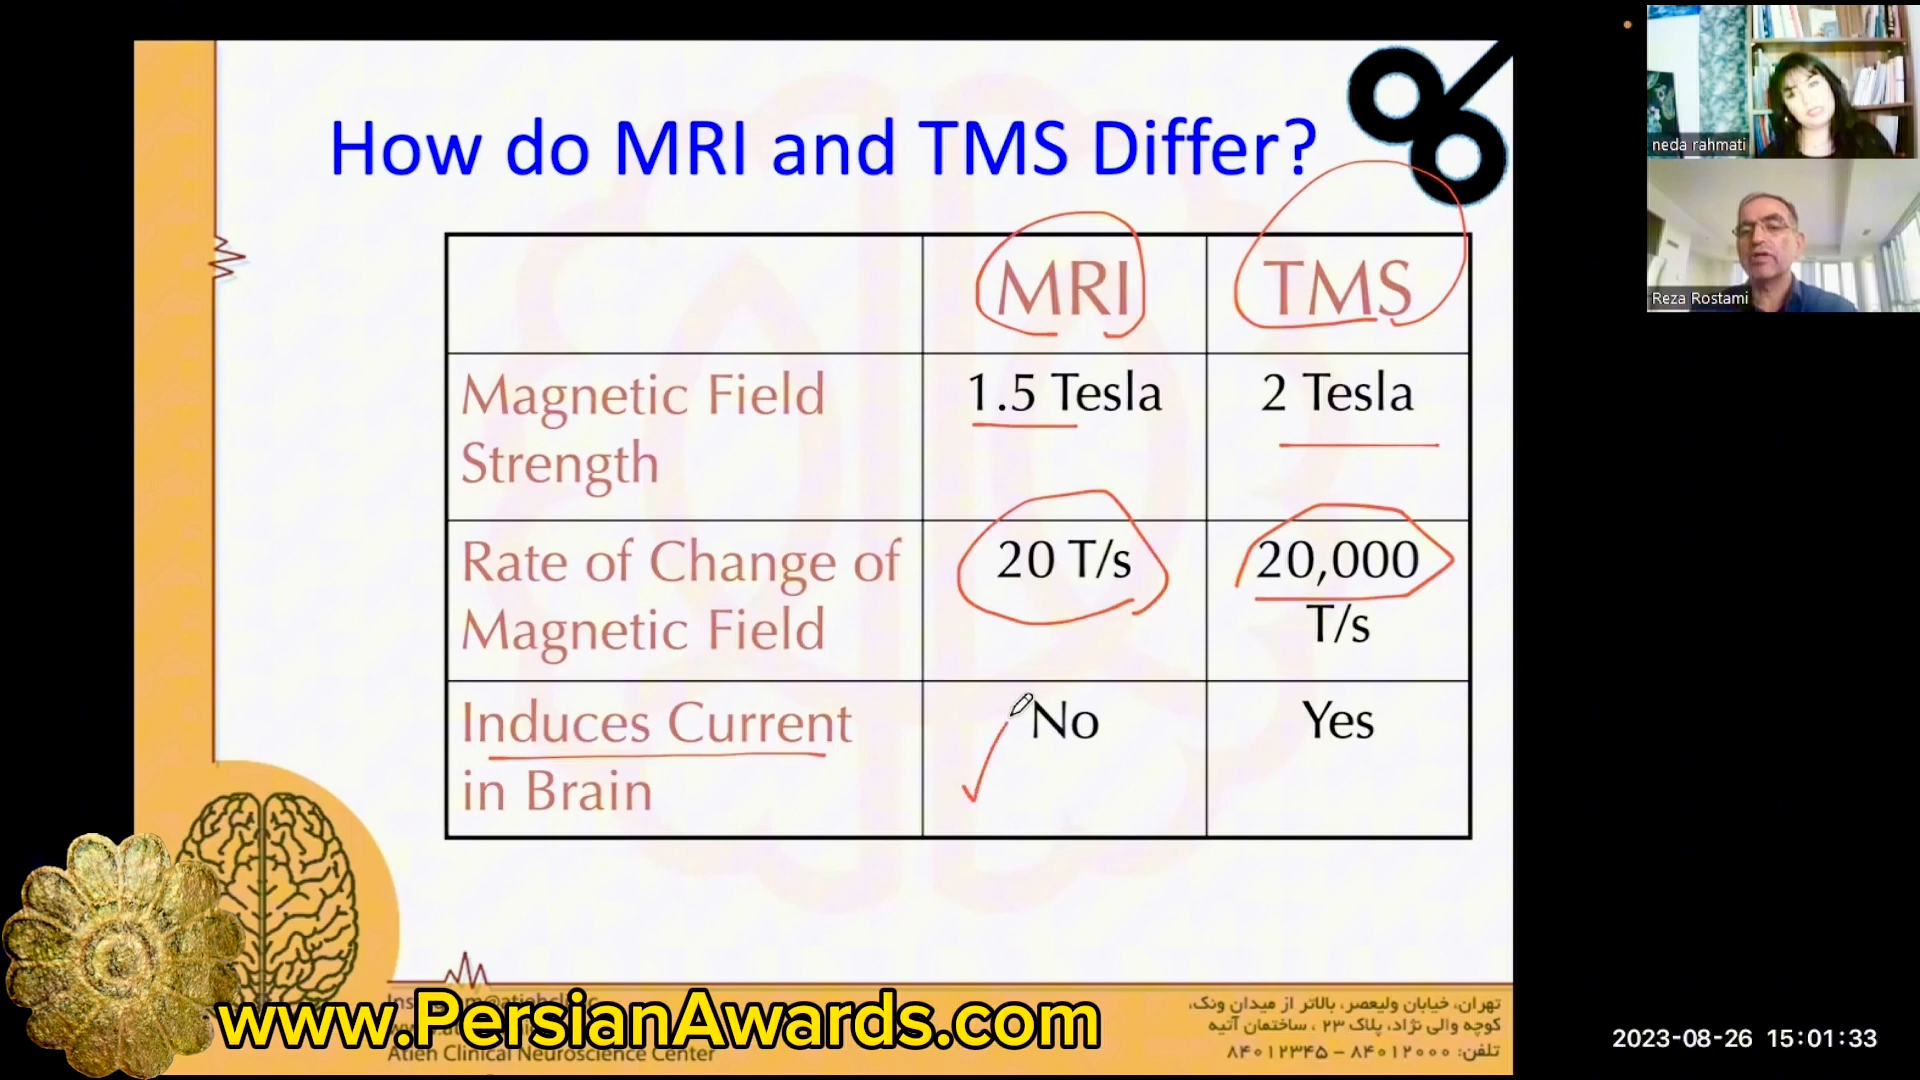 How do MRI and TMS Differ?
MRI TMS
Magnetic Field Strength 1.5 Tesla 2 Tesla
Rate of Change of Magnetic Field 20 T/s 20,000 T/s
Induces Current in Brain No Yes
neda rahmati
Reza Rostami
www.PersianAwards.com
Atieh Clinical Neuroscience Center
تهران، خیابان ولیعصر، بالاتر از میدان ونک،
کوچه والی نژاد، پلاک ۲۳ ، ساختمان آتیه
تلفن: ۸۴۰۱۲۰۰۰ – ۸۴۰۱۲۳۴۵
2023-08-26 15:01:33